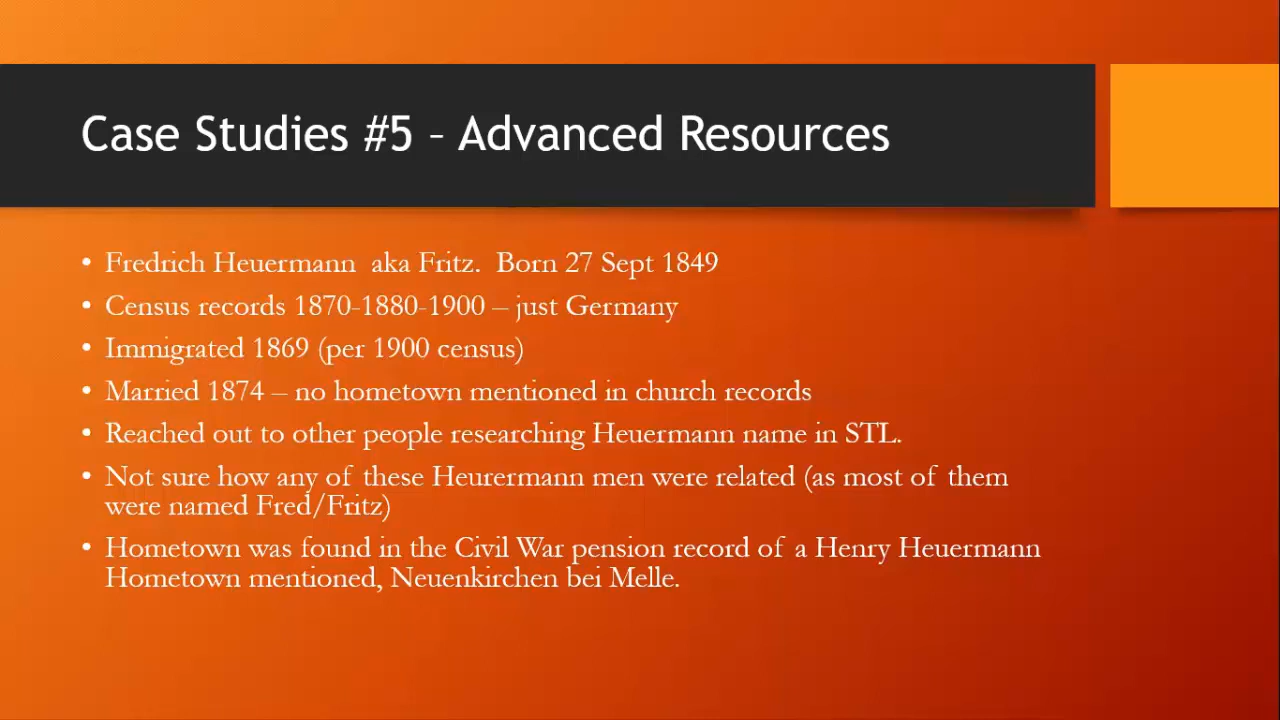 Case Studies #5 – Advanced Resources
• Fredrich Heuermann  aka Fritz.  Born 27 Sept 1849
• Census records 1870-1880-1900 – just Germany
• Immigrated 1869 (per 1900 census)
• Married 1874 – no hometown mentioned in church records
• Reached out to other people researching Heuermann name in STL.
• Not sure how any of these Heurermann men were related (as most of them
were named Fred/Fritz)
• Hometown was found in the Civil War pension record of a Henry Heuermann
Hometown mentioned, Neuenkirchen bei Melle.